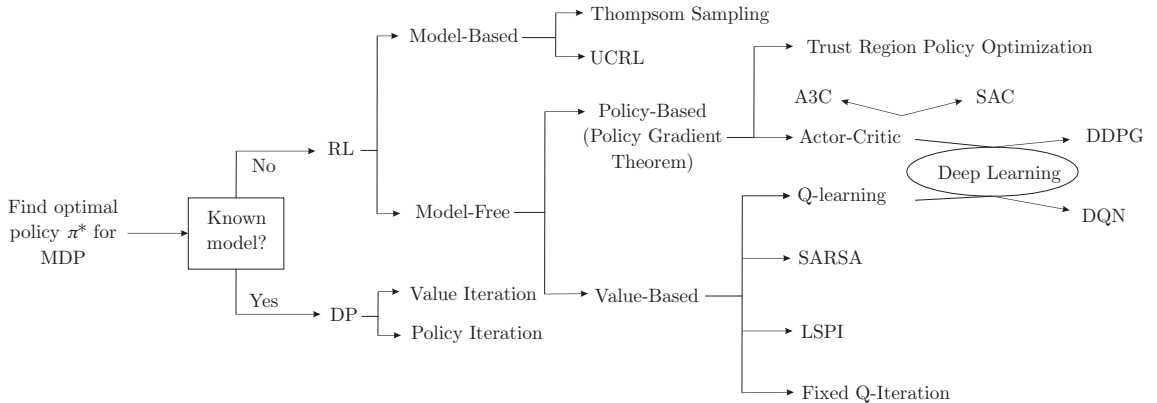 Thompsom Sampling
Model-Based
UCRL
Trust Region Policy Optimization
A3C
SAC
Policy-Based
(Policy Gradient
Theorem)
Actor-Critic
DDPG
No
RL
Deep Learning
Q-learning
Find optimal
policy π* for
MDP
Known
model?
Model-Free
DQN
SARSA
Yes
DP
Value Iteration
Policy Iteration
Value-Based
LSPI
Fixed Q-Iteration